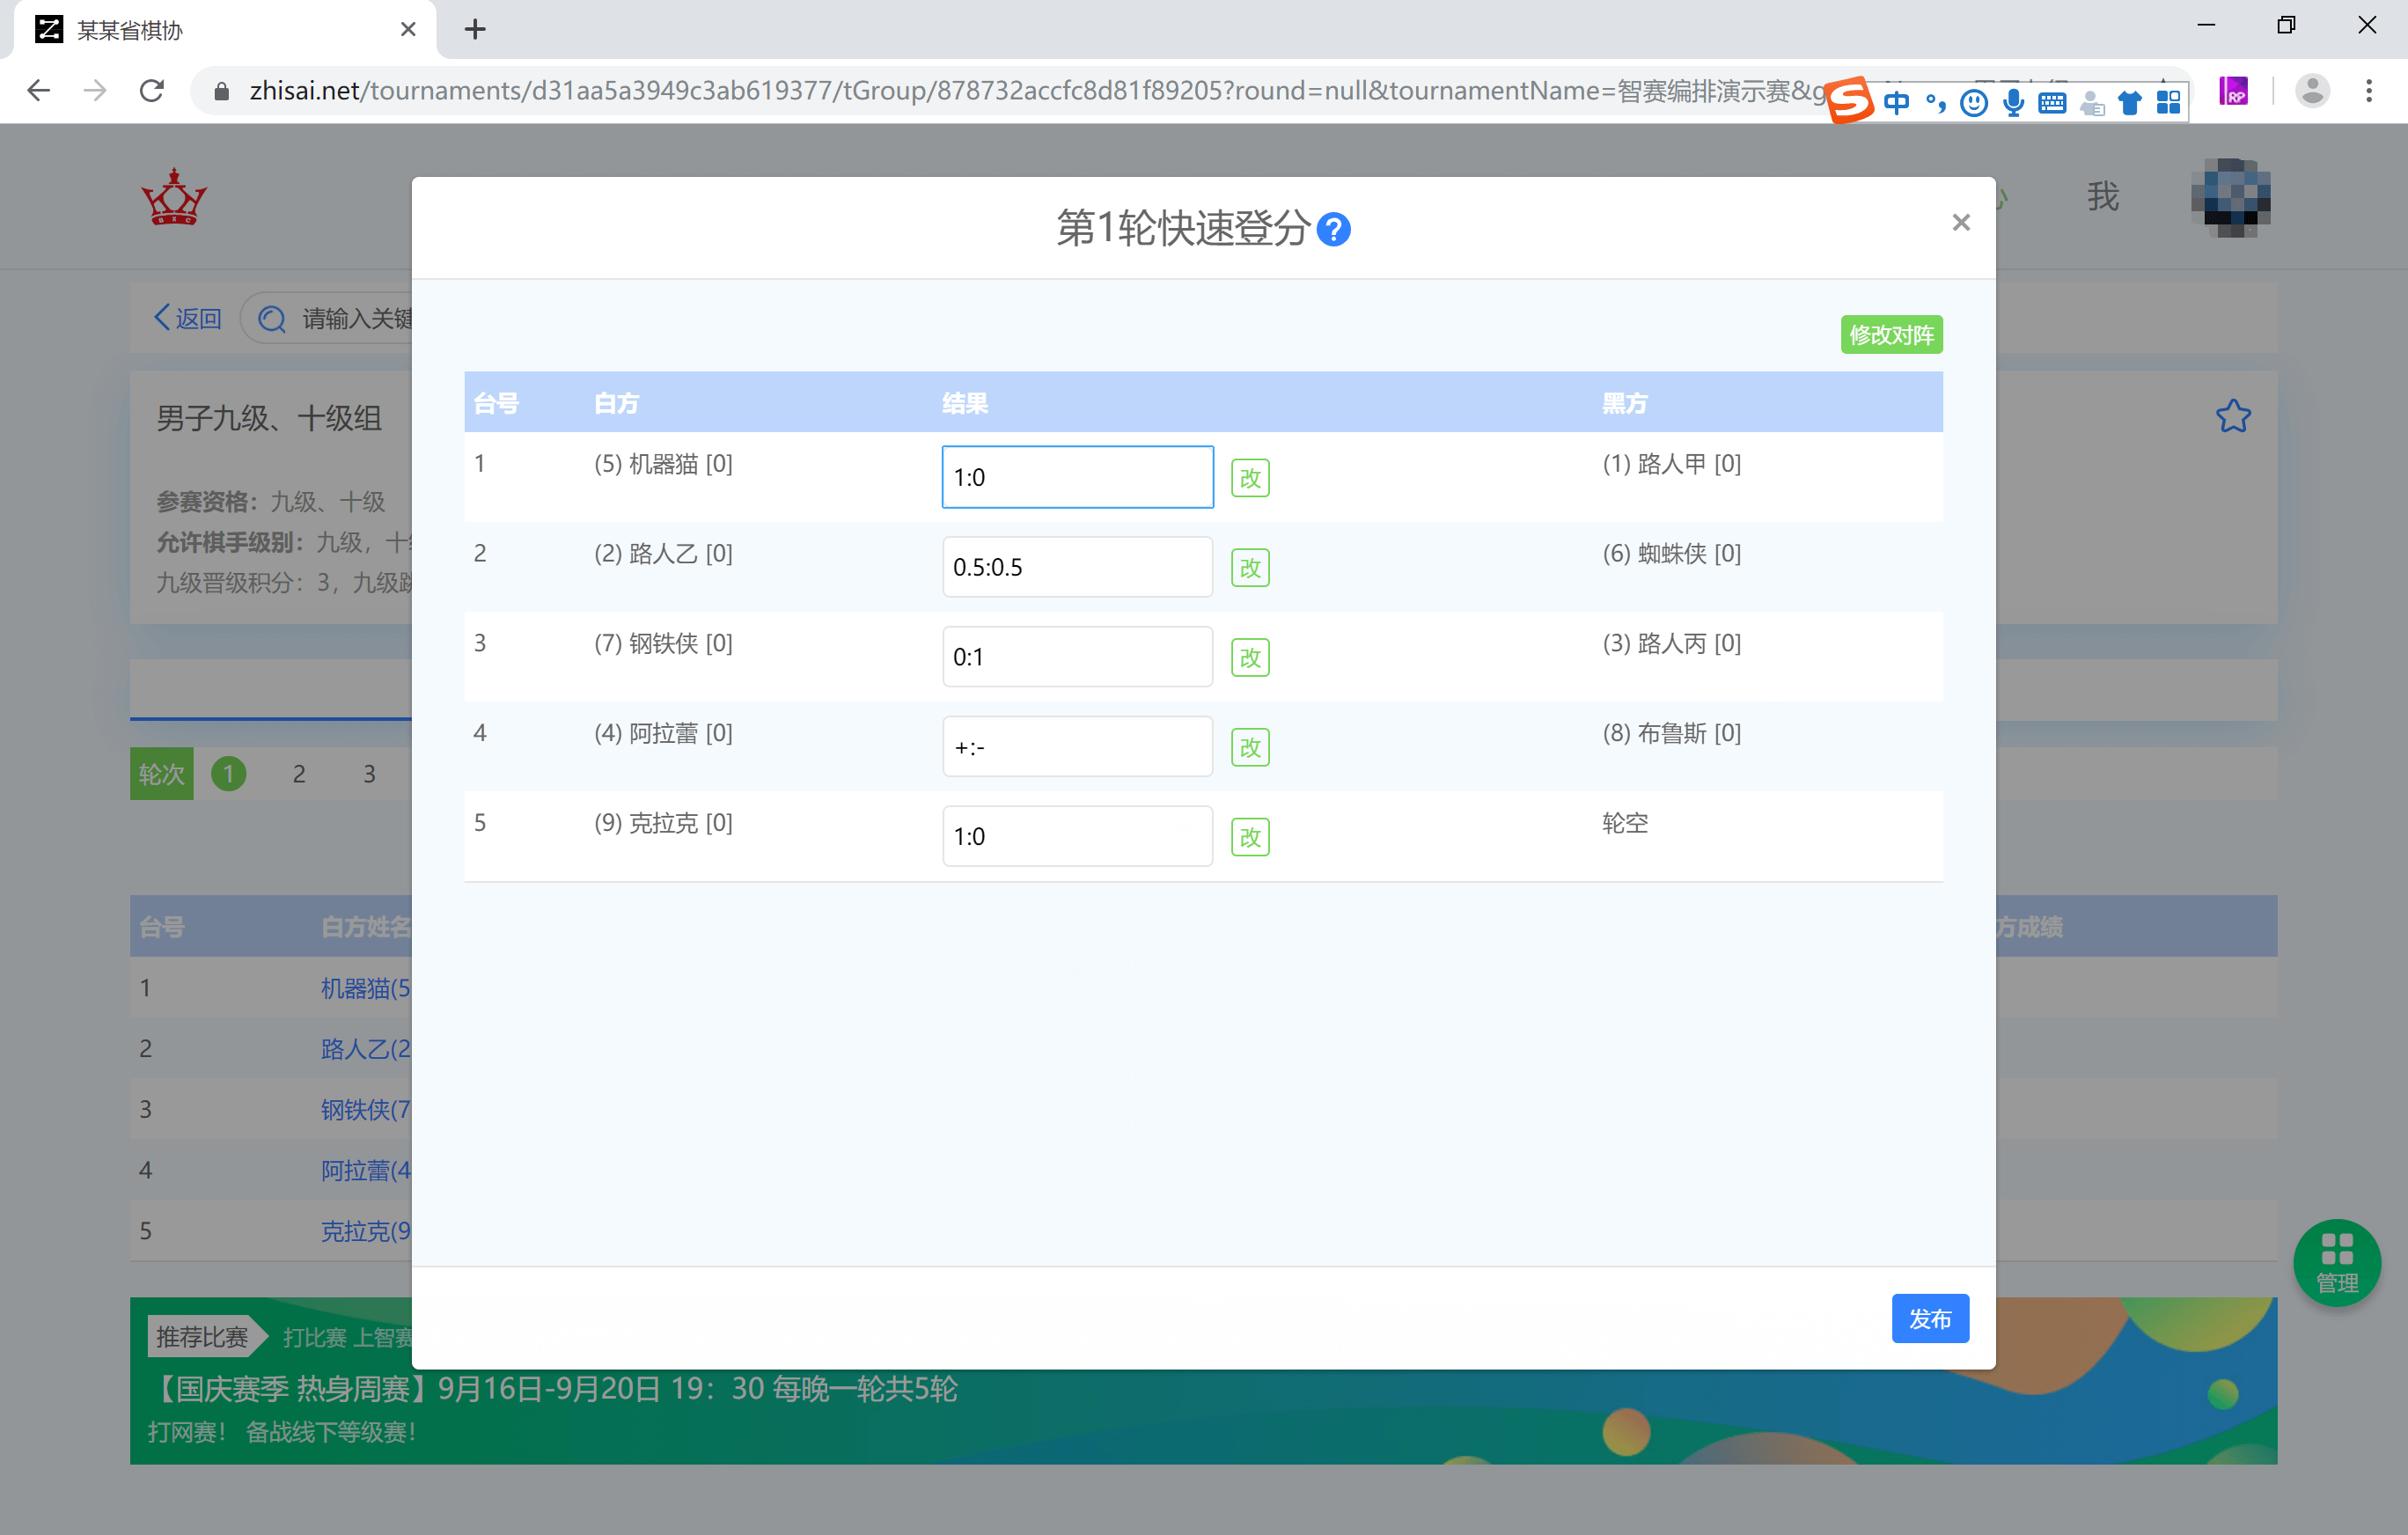 某某省棋协
zhisai.net/tournaments/d31aa5a3949c3ab619377/tGroup/878732accfc8d81f89205?round=null&tournamentName=智赛编排演示赛&g
中
RP
我
第1轮快速登分 ?
返回 请输入关键
修改对阵
男子九级、十级组
参赛资格：九级、十级
允许棋手级别：九级，十
九级晋级积分：3，九级
台号 白方 结果 黑方
1 (5) 机器猫 [0] 1:0 改 (1) 路人甲 [0]
2 (2) 路人乙 [0] 0.5:0.5 改 (6) 蜘蛛侠 [0]
3 (7) 钢铁侠 [0] 0:1 改 (3) 路人丙 [0]
4 (4) 阿拉蕾 [0] +:- 改 (8) 布鲁斯 [0]
5 (9) 克拉克 [0] 1:0 改 轮空
轮次 1 2 3
台号 白方姓名 方成绩
1 机器猫(5
2 路人乙(2
3 钢铁侠(7
4 阿拉蕾(4
5 克拉克(9
管理
发布
推荐比赛 打比赛 上智赛
【国庆赛季 热身周赛】9月16日-9月20日 19：30 每晚一轮共5轮
打网赛！ 备战线下等级赛！